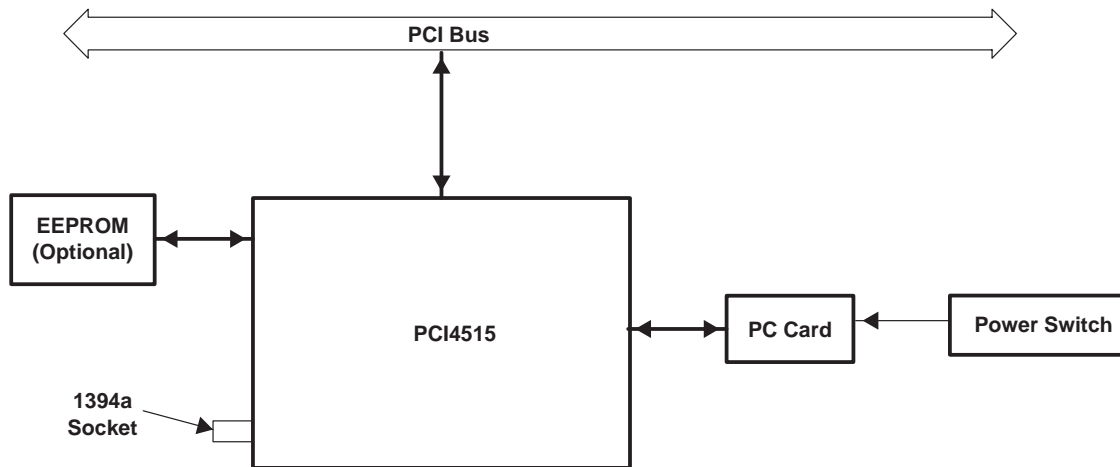 PCI Bus
EEPROM
(Optional)
PCI4515
PC Card
Power Switch
1394a
Socket